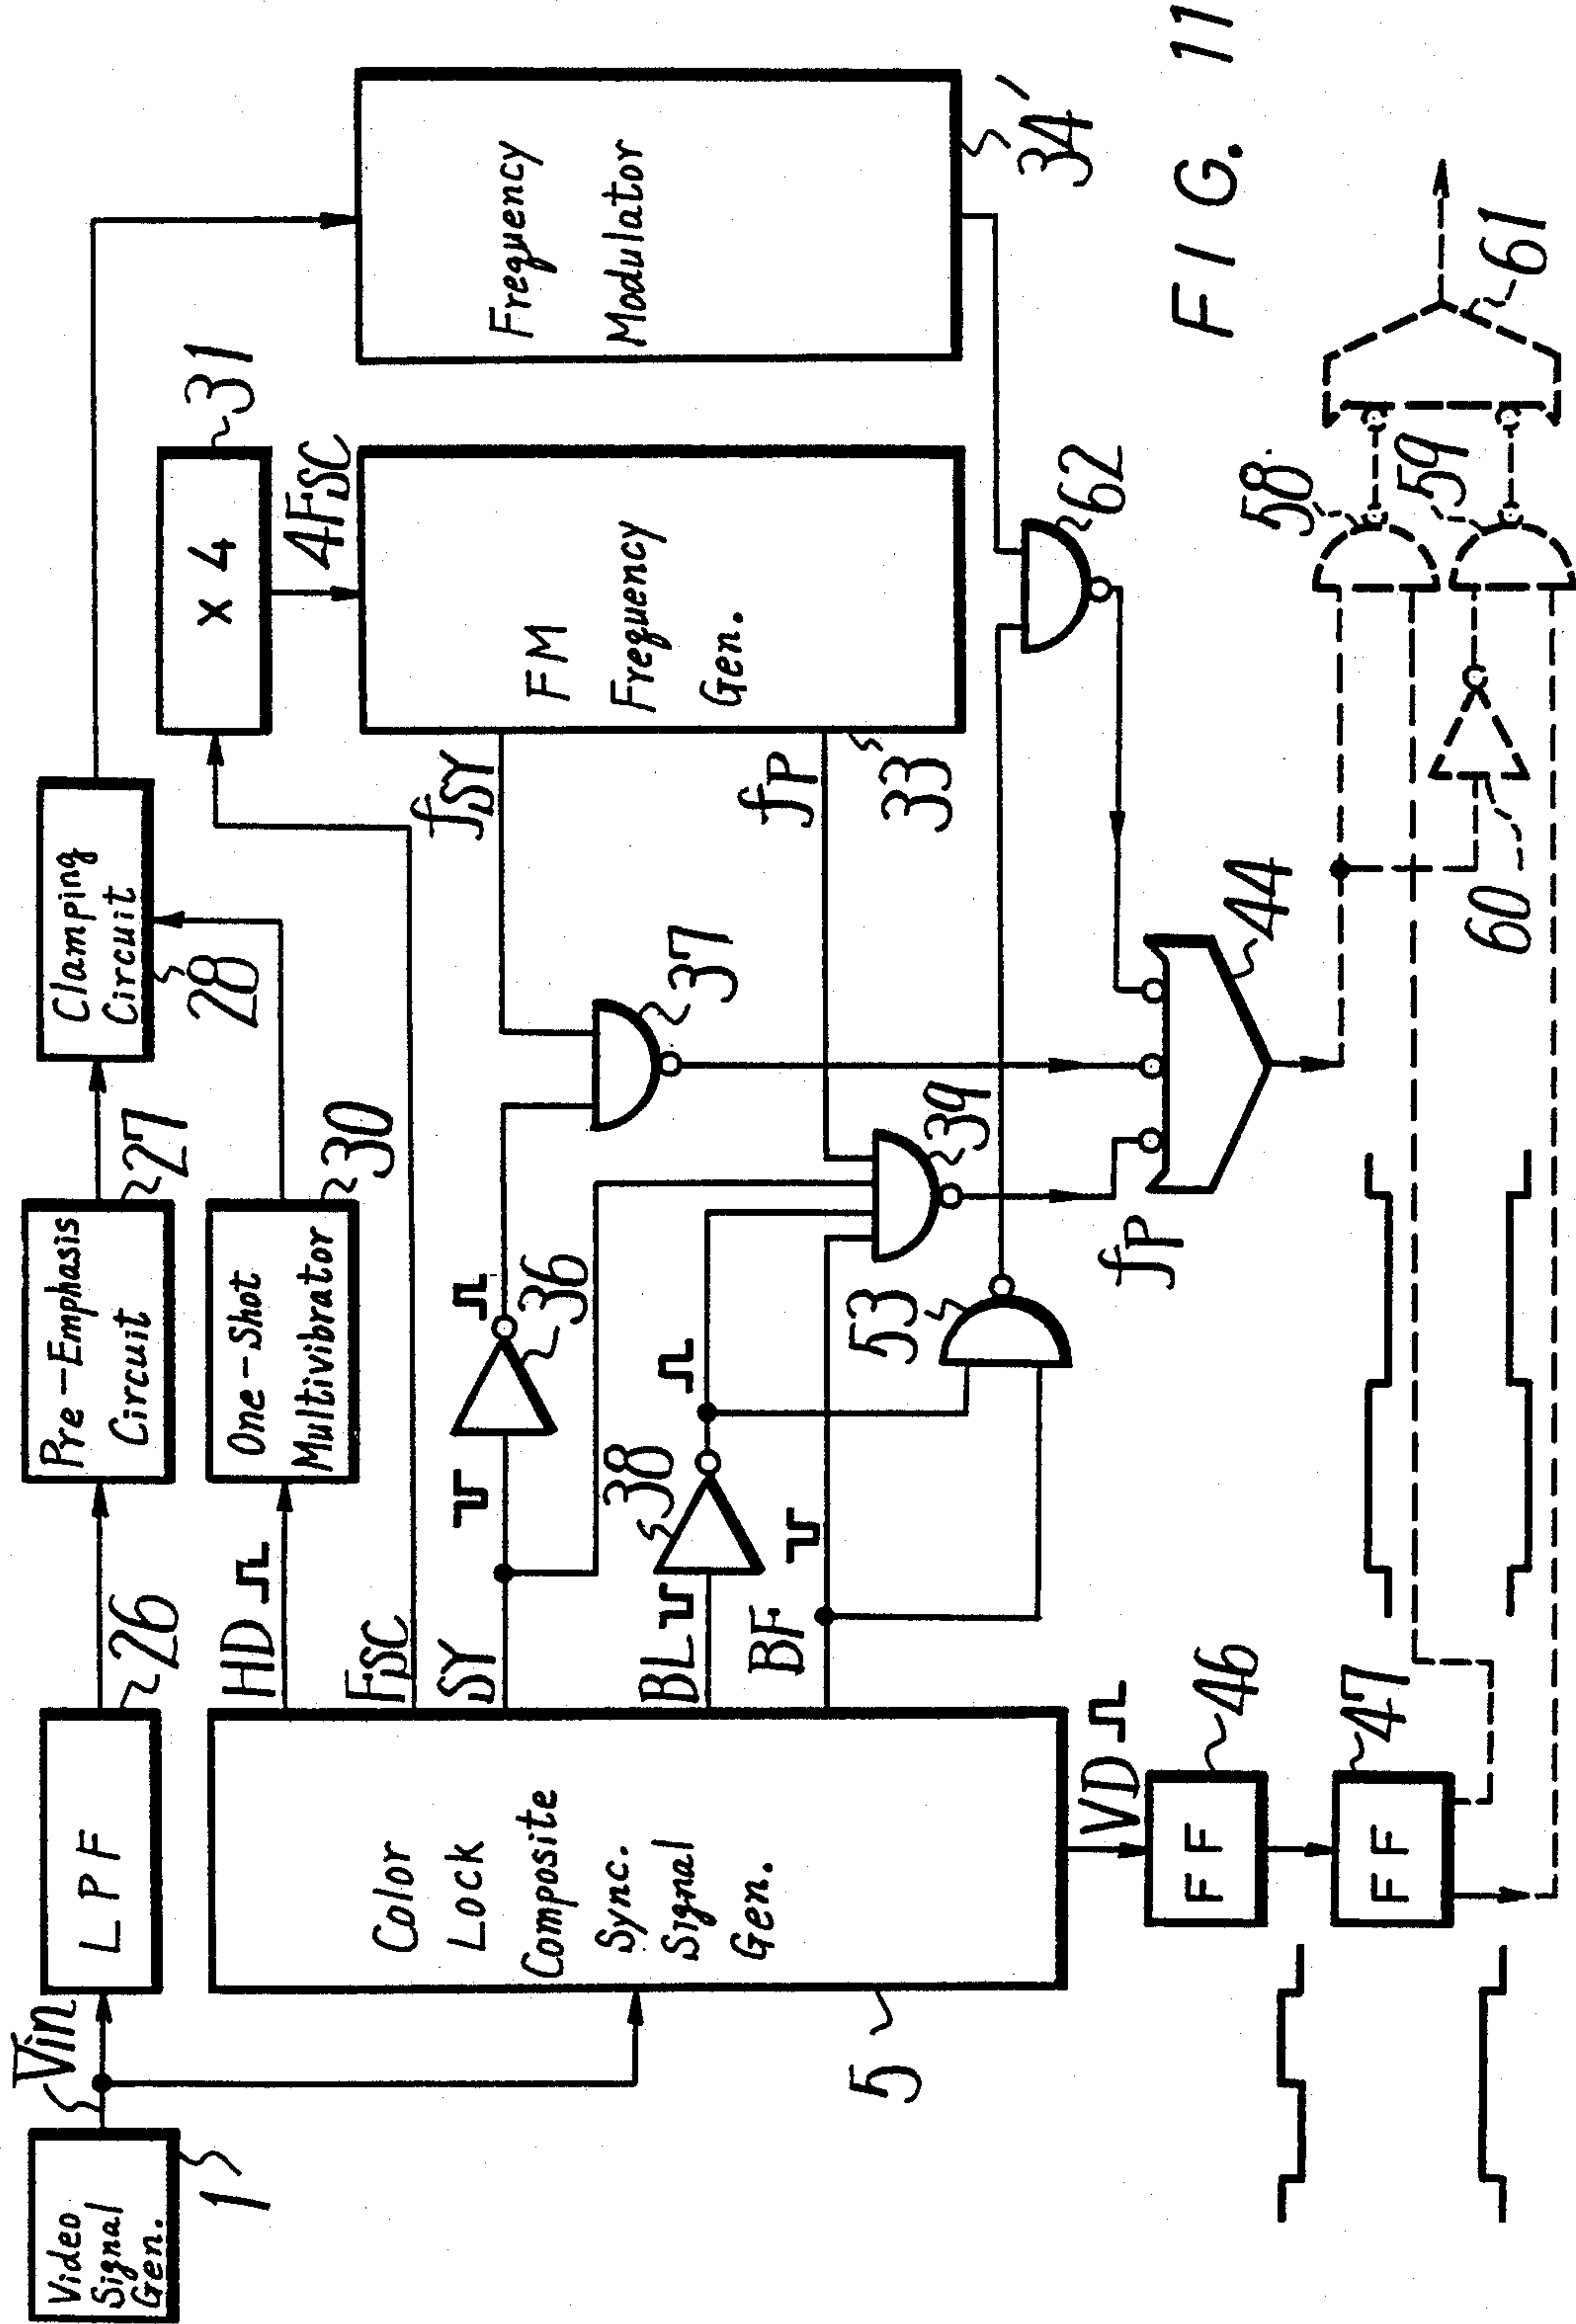 Video
Signal
Gen.
1
Vin
LPF
26
Pre-Emphasis
Circuit
27
Clamping
Circuit
28
HD
One-Shot
Multivibrator
30
Color
Lock
Composite
Sync.
Signal
Gen.
5
FSC
SY
BL
BF
VD
x 4
31
4FSC
36
38
37
39
53
FM
Frequency
Gen.
33
fSY
fP
Frequency
Modulator
34'
62
fP
44
FF
46
FF
47
58
59
60
61
FIG. 11